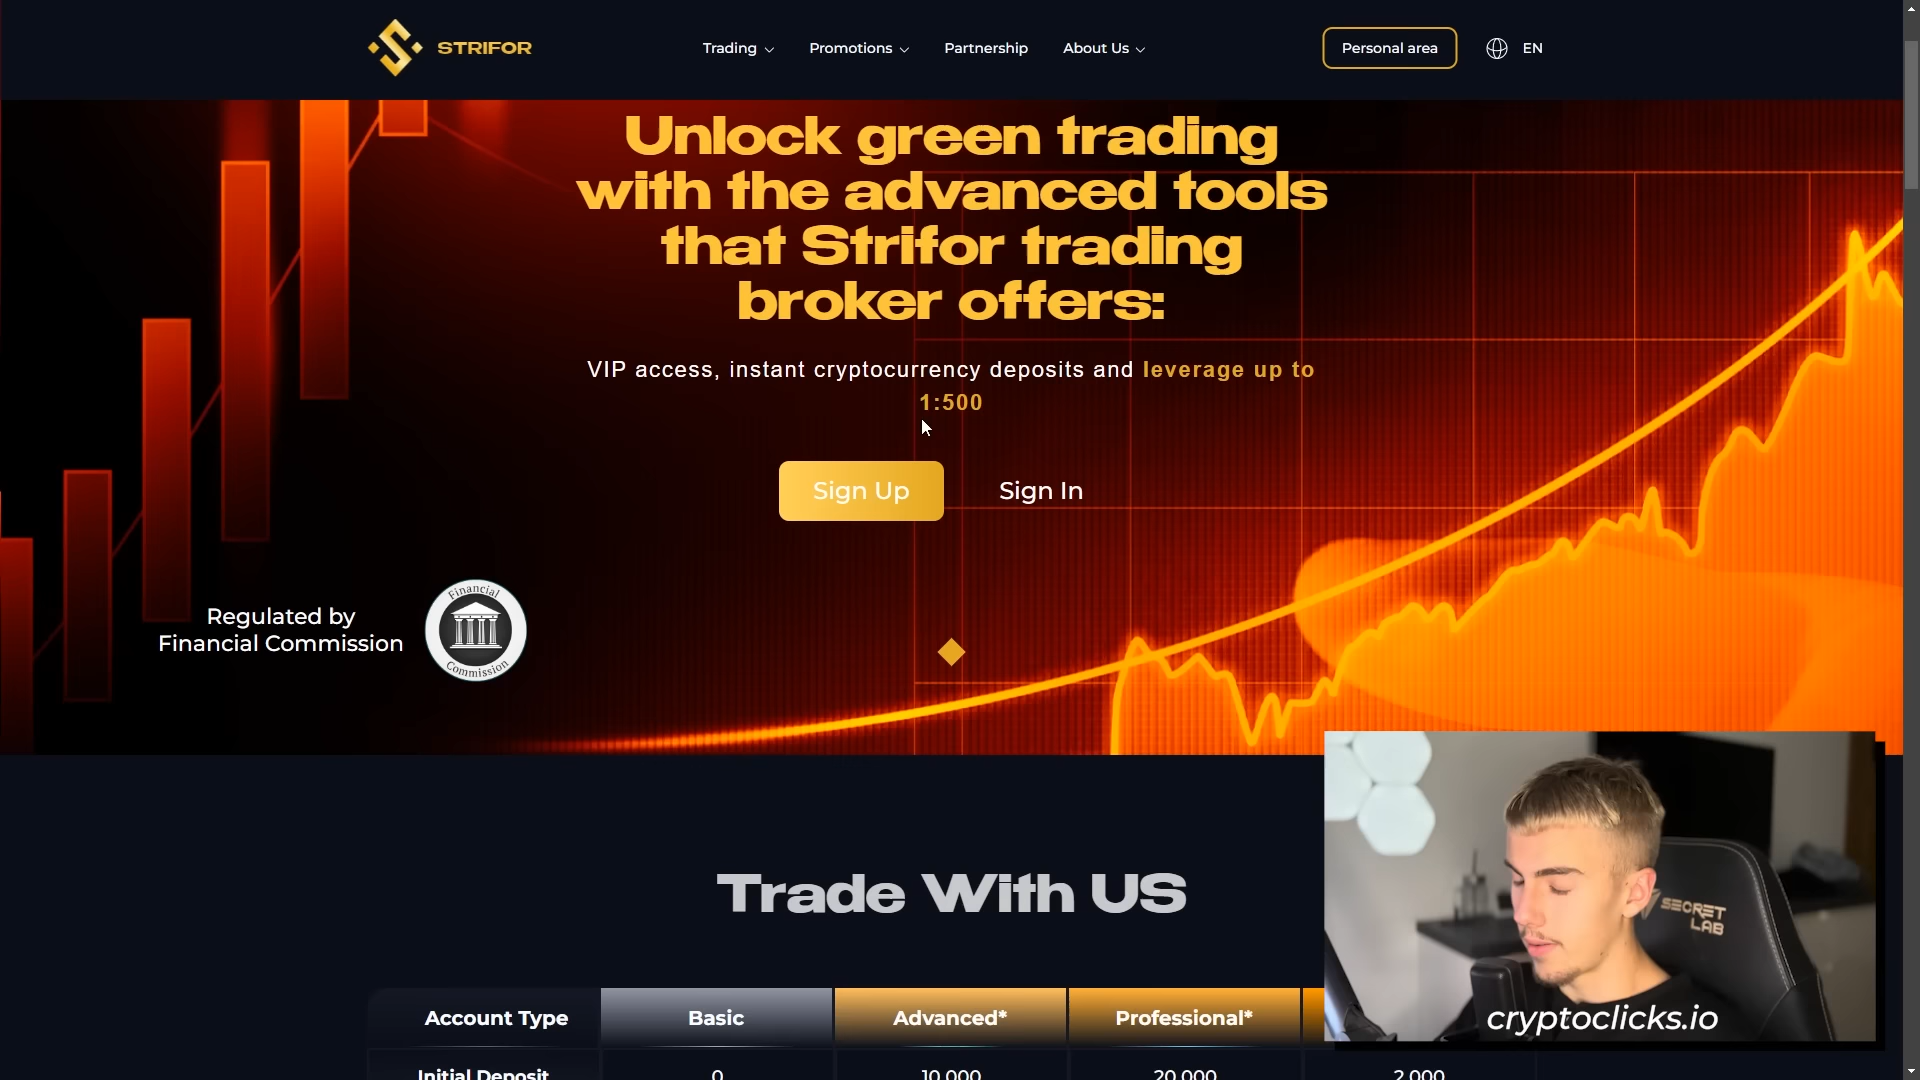 STRIFOR
Trading
Promotions
Partnership
About Us
Personal area
EN
Unlock green trading
with the advanced tools
that Strifor trading
broker offers:
VIP access, instant cryptocurrency deposits and leverage up to
1:500
Sign Up
Sign In
Regulated by
Financial Commission
Financial
Commission
Trade With US
SECRET
LAB
cryptoclicks.io
Account Type
Basic
Advanced*
Professional*
Initial Deposit
0
10 000
20 000
2 000